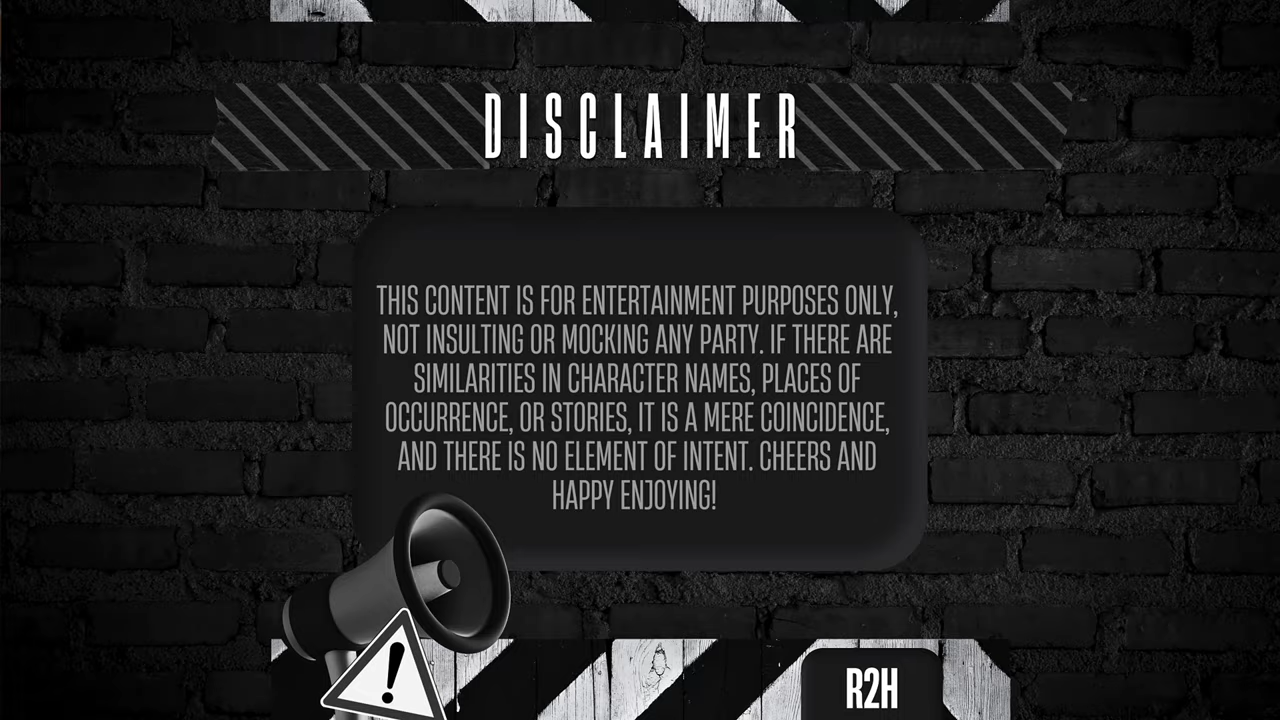 DISCLAIMER
THIS CONTENT IS FOR ENTERTAINMENT PURPOSES ONLY,
NOT INSULTING OR MOCKING ANY PARTY. IF THERE ARE
SIMILARITIES IN CHARACTER NAMES, PLACES OF
OCCURRENCE, OR STORIES, IT IS A MERE COINCIDENCE,
AND THERE IS NO ELEMENT OF INTENT. CHEERS AND
HAPPY ENJOYING!
!
R2H